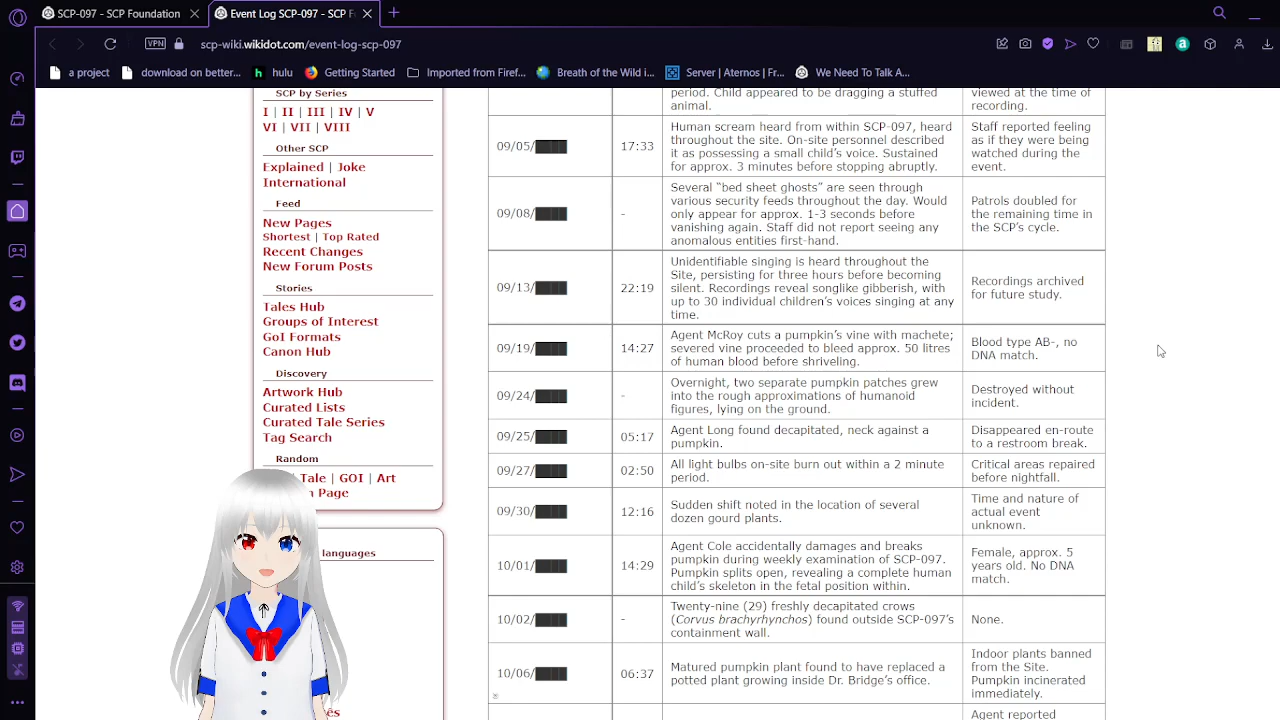 SCP-097 - SCP Foundation
Event Log SCP-097 - SCP F
VPN
scp-wiki.wikidot.com/event-log-scp-097
a project
download on better...
hulu
Getting Started
Imported from Firef...
Breath of the Wild i...
Server | Aternos | Fr...
We Need To Talk A...
SCP by Series
I | II | III | IV | V
VI | VII | VIII
Other SCP
Explained | Joke
International
Feed
New Pages
Shortest | Top Rated
Recent Changes
New Forum Posts
Stories
Tales Hub
Groups of Interest
GoI Formats
Canon Hub
Discovery
Artwork Hub
Curated Lists
Curated Tale Series
Tag Search
Random
Tale | GOI | Art
Page
languages
period. Child appeared to be dragging a stuffed
animal.
viewed at the time of
recording.
09/05/████
17:33
Human scream heard from within SCP-097, heard
throughout the site. On-site personnel described
it as possessing a small child's voice. Sustained
for approx. 3 minutes before stopping abruptly.
Staff reported feeling
as if they were being
watched during the
event.
09/08/████
-
Several “bed sheet ghosts” are seen through
various security feeds throughout the day. Would
only appear for approx. 1-3 seconds before
vanishing again. Staff did not report seeing any
anomalous entities first-hand.
Patrols doubled for
the remaining time in
the SCP's cycle.
09/13/████
22:19
Unidentifiable singing is heard throughout the
Site, persisting for three hours before becoming
silent. Recordings reveal songlike gibberish, with
up to 30 individual children's voices singing at any
time.
Recordings archived
for future study.
09/19/████
14:27
Agent McRoy cuts a pumpkin's vine with machete;
severed vine proceeded to bleed approx. 50 litres
of human blood before shriveling.
Blood type AB-, no
DNA match.
09/24/████
-
Overnight, two separate pumpkin patches grew
into the rough approximations of humanoid
figures, lying on the ground.
Destroyed without
incident.
09/25/████
05:17
Agent Long found decapitated, neck against a
pumpkin.
Disappeared en-route
to a restroom break.
09/27/████
02:50
All light bulbs on-site burn out within a 2 minute
period.
Critical areas repaired
before nightfall.
09/30/████
12:16
Sudden shift noted in the location of several
dozen gourd plants.
Time and nature of
actual event
unknown.
10/01/████
14:29
Agent Cole accidentally damages and breaks
pumpkin during weekly examination of SCP-097.
Pumpkin splits open, revealing a complete human
child's skeleton in the fetal position within.
Female, approx. 5
years old. No DNA
match.
10/02/████
-
Twenty-nine (29) freshly decapitated crows
(Corvus brachyrhynchos) found outside SCP-097's
containment wall.
None.
10/06/████
06:37
Matured pumpkin plant found to have replaced a
potted plant growing inside Dr. Bridge's office.
Indoor plants banned
from the Site.
Pumpkin incinerated
immediately.
Agent reported